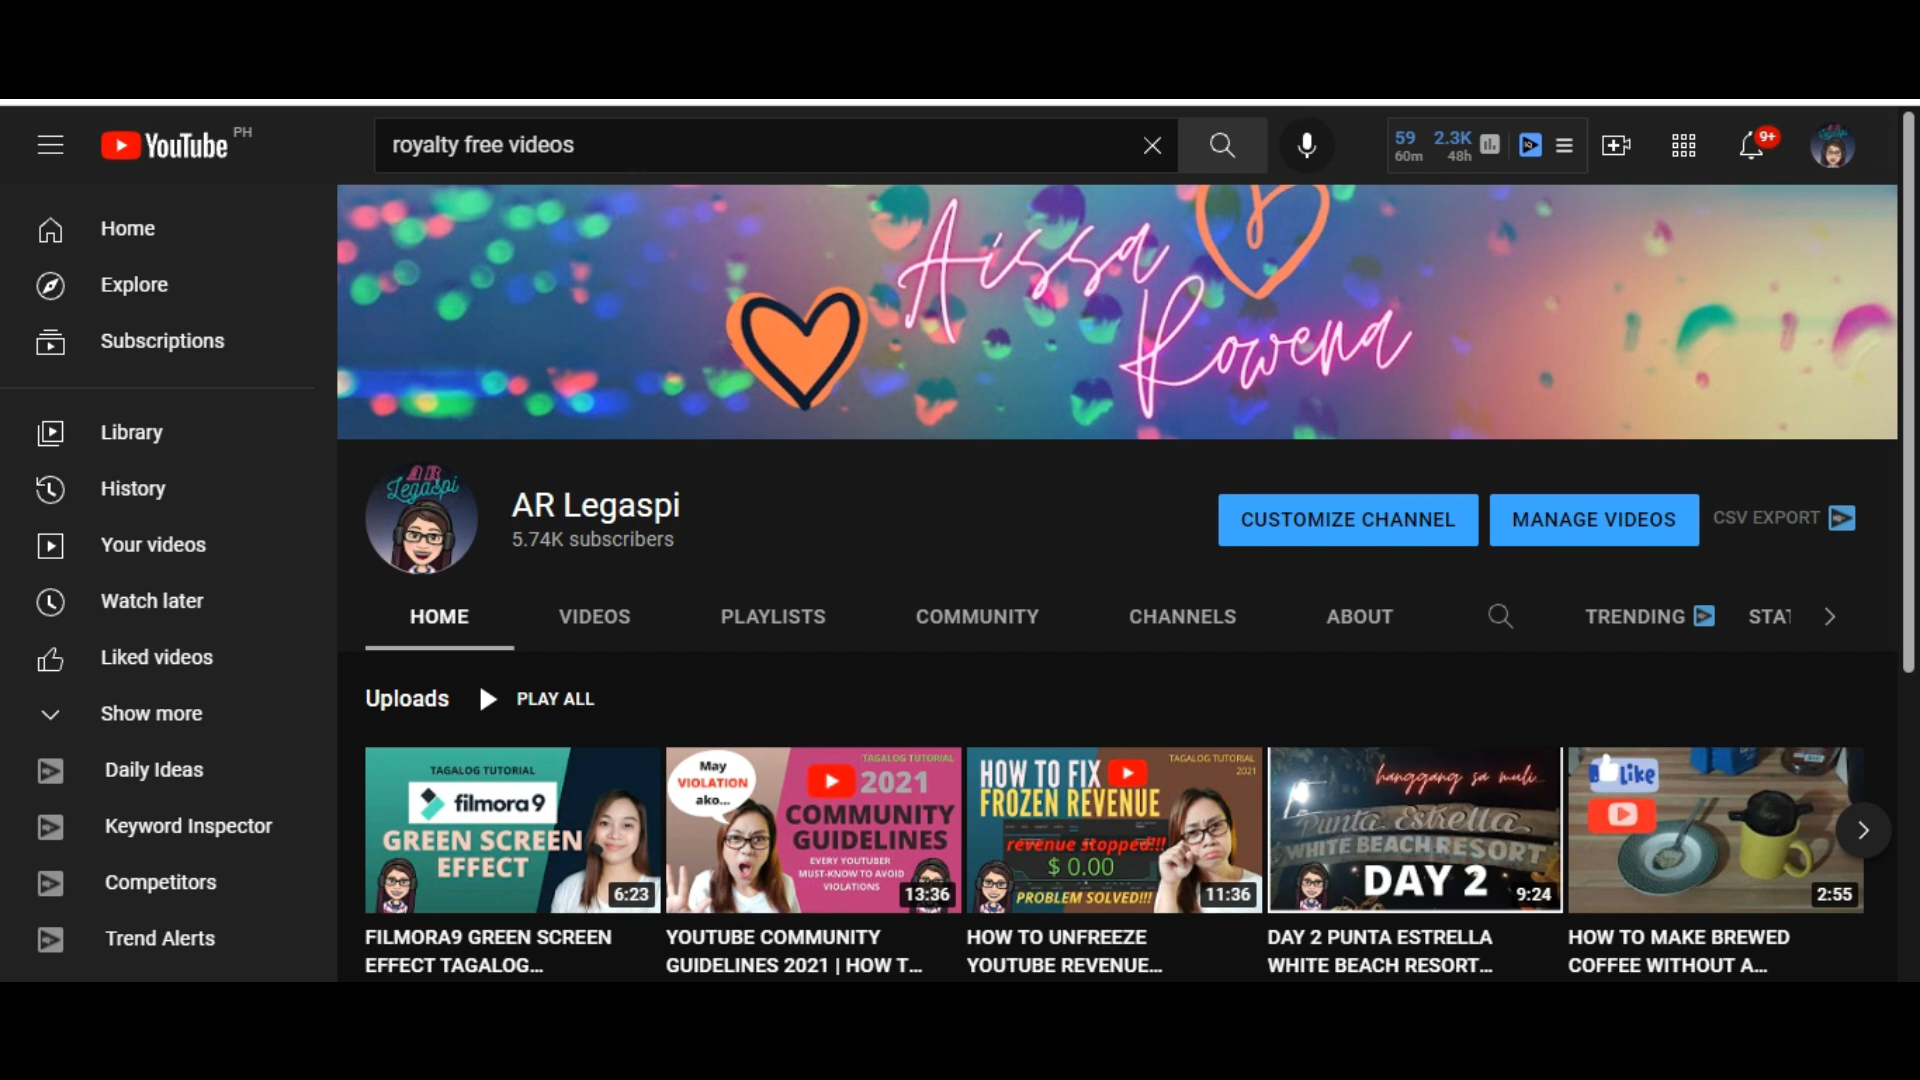 YouTube PH
royalty free videos
59 2.3K
60m 48h
9+
Home
Explore
Subscriptions
Library
History
Your videos
Watch later
Liked videos
Show more
Daily Ideas
Keyword Inspector
Competitors
Trend Alerts
Aissa
Rowena
AR
Legaspi
AR Legaspi
5.74K subscribers
CUSTOMIZE CHANNEL
MANAGE VIDEOS
CSV EXPORT
HOME
VIDEOS
PLAYLISTS
COMMUNITY
CHANNELS
ABOUT
TRENDING
STAT
Uploads
PLAY ALL
TAGALOG TUTORIAL
filmora9
GREEN SCREEN
EFFECT
6:23
FILMORA9 GREEN SCREEN
EFFECT TAGALOG...
May
VIOLATION
ako...
TAGALOG TUTORIAL
2021
COMMUNITY
GUIDELINES
EVERY YOUTUBER
MUST-KNOW TO AVOID
VIOLATIONS
13:36
YOUTUBE COMMUNITY
GUIDELINES 2021 | HOW T...
HOW TO FIX
FROZEN REVENUE
TAGALOG TUTORIAL
2021
revenue stopped!!!
$ 0.00
PROBLEM SOLVED!!!
11:36
HOW TO UNFREEZE
YOUTUBE REVENUE...
hanggang sa muli...
Punta Estrella
WHITE BEACH RESORT
DAY 2
9:24
DAY 2 PUNTA ESTRELLA
WHITE BEACH RESORT...
Like
2:55
HOW TO MAKE BREWED
COFFEE WITHOUT A...